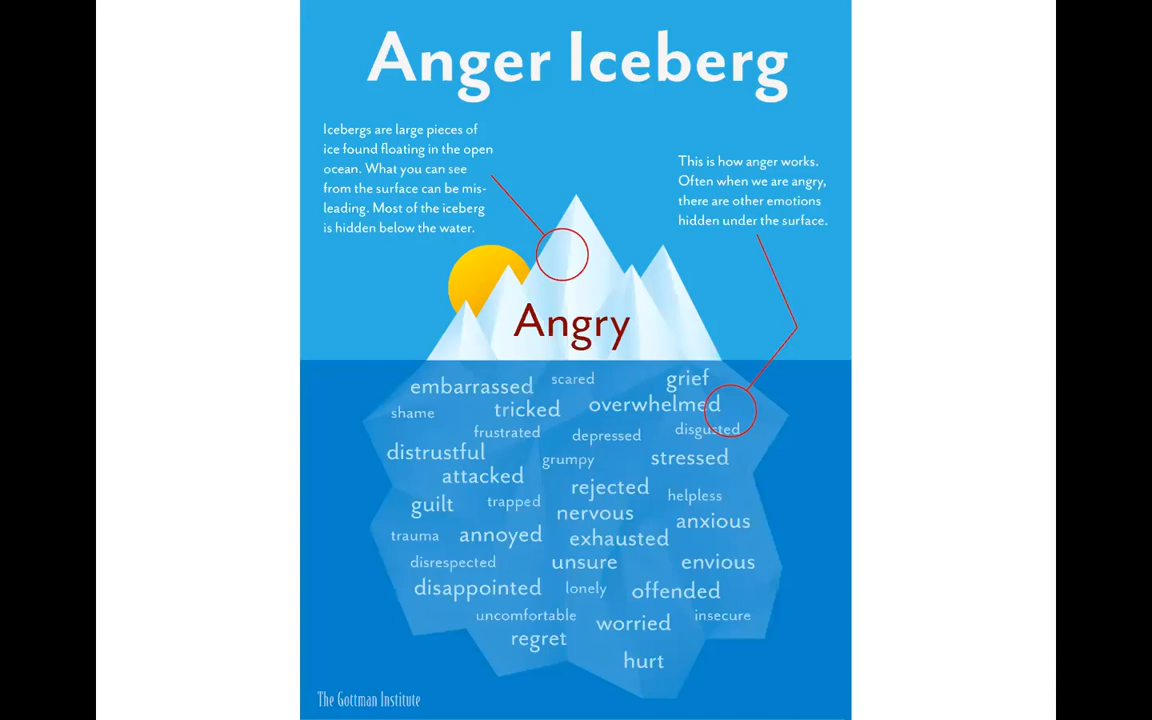 Anger Iceberg
Icebergs are large pieces of
ice found floating in the open
ocean. What you can see
from the surface can be mis-
leading. Most of the iceberg
is hidden below the water.
This is how anger works.
Often when we are angry,
there are other emotions
hidden under the surface.
Angry
embarrassed scared grief
shame tricked overwhelmed
frustrated depressed disgusted
distrustful grumpy stressed
attacked rejected helpless
guilt trapped nervous anxious
trauma annoyed exhausted
disrespected unsure envious
disappointed lonely offended
uncomfortable worried insecure
regret
hurt
The Gottman Institute